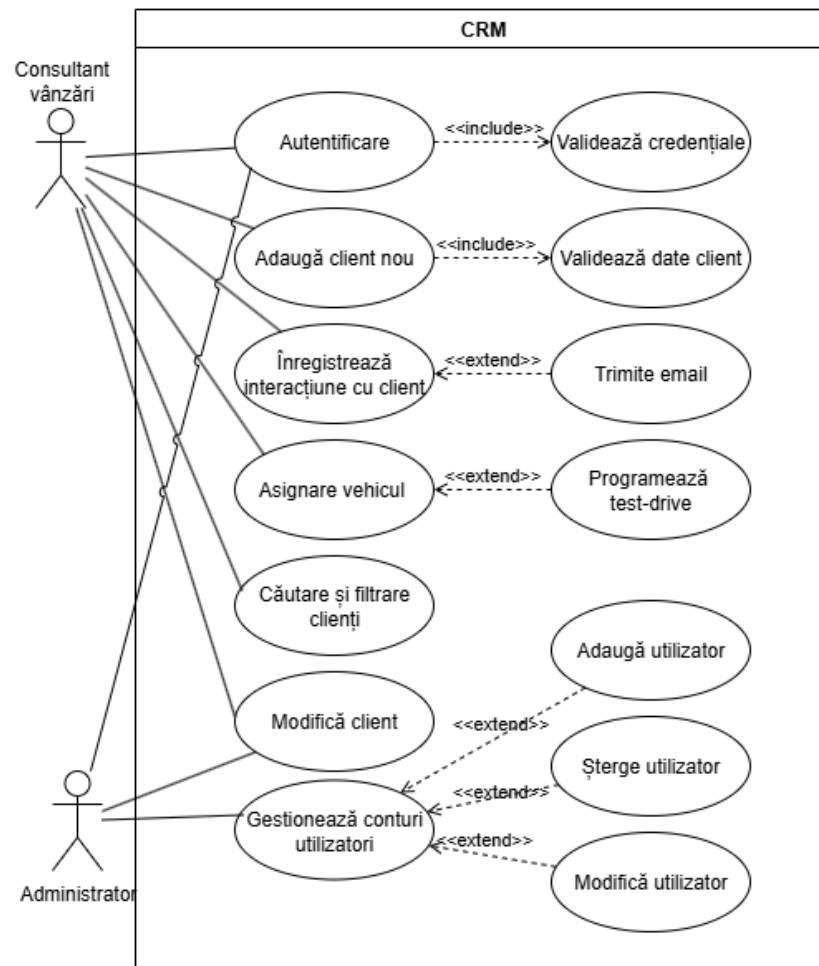 CRM
Consultant
vânzări
Autentificare
<<include>>
Validează credențiale
Adaugă client nou
<<include>>
Validează date client
Înregistrează
interacțiune cu client
<<extend>>
Trimite email
Asignare vehicul
<<extend>>
Programează
test-drive
Căutare și filtrare
clienți
Adaugă utilizator
Modifică client
<<extend>>
Șterge utilizator
<<extend>>
Gestionează conturi
utilizatori
<<extend>>
Modifică utilizator
Administrator